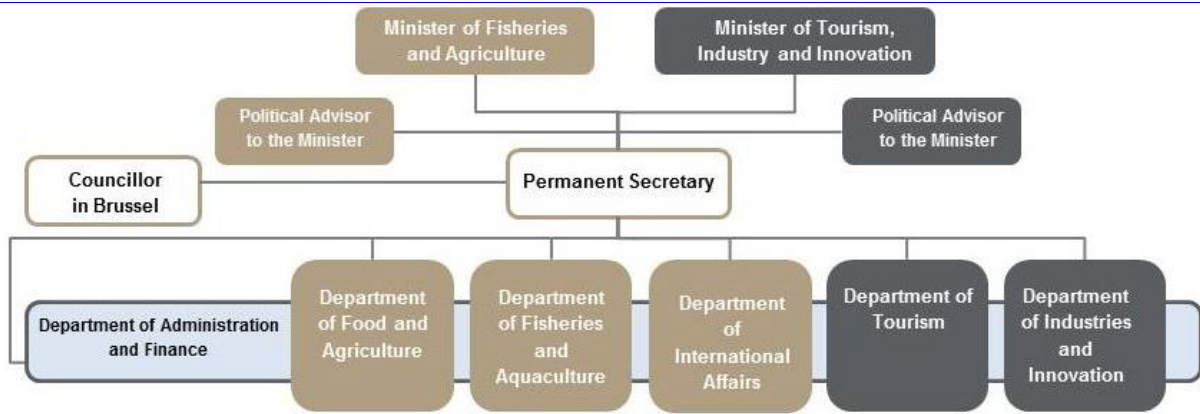 Minister of Fisheries
and Agriculture
Minister of Tourism,
Industry and Innovation
Political Advisor
to the Minister
Political Advisor
to the Minister
Councillor
in Brussel
Permanent Secretary
Department of Administration
and Finance
Department
of Food and
Agriculture
Department
of Fisheries
and
Aquaculture
Department
of
International
Affairs
Department of
Tourism
Department
of Industries
and
Innovation